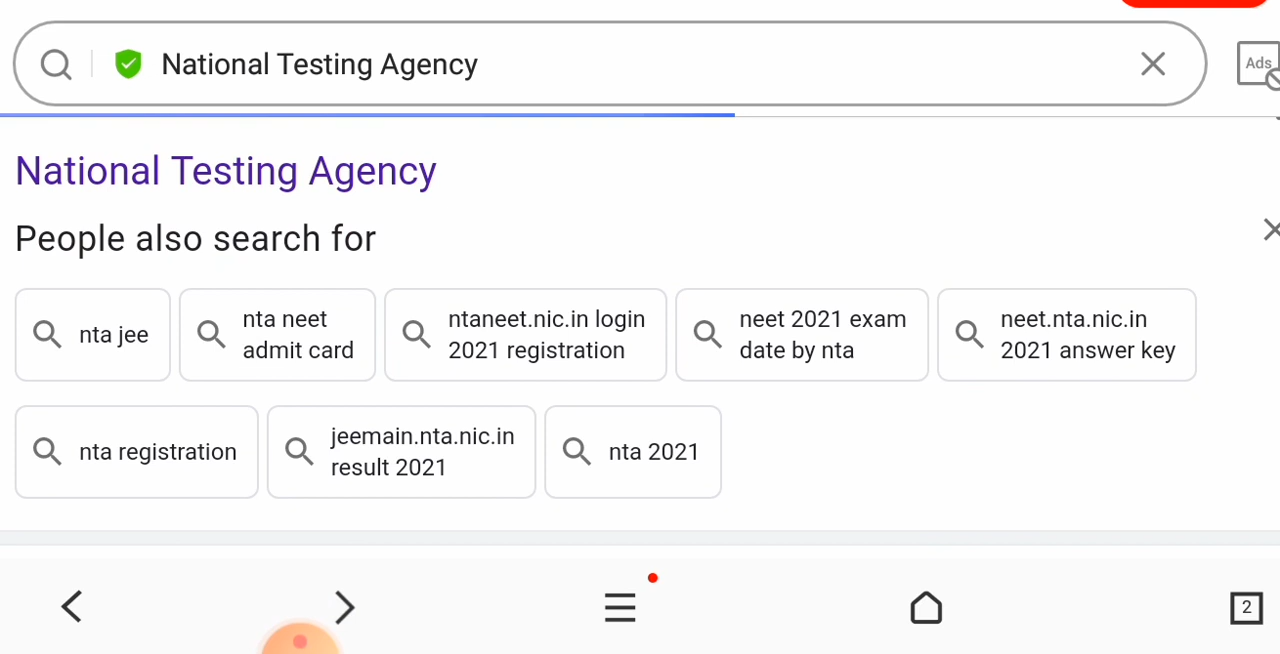 National Testing Agency
Ads
National Testing Agency
People also search for
nta jee
nta neet
admit card
ntaneet.nic.in login
2021 registration
neet 2021 exam
date by nta
neet.nta.nic.in
2021 answer key
nta registration
jeemain.nta.nic.in
result 2021
nta 2021
2